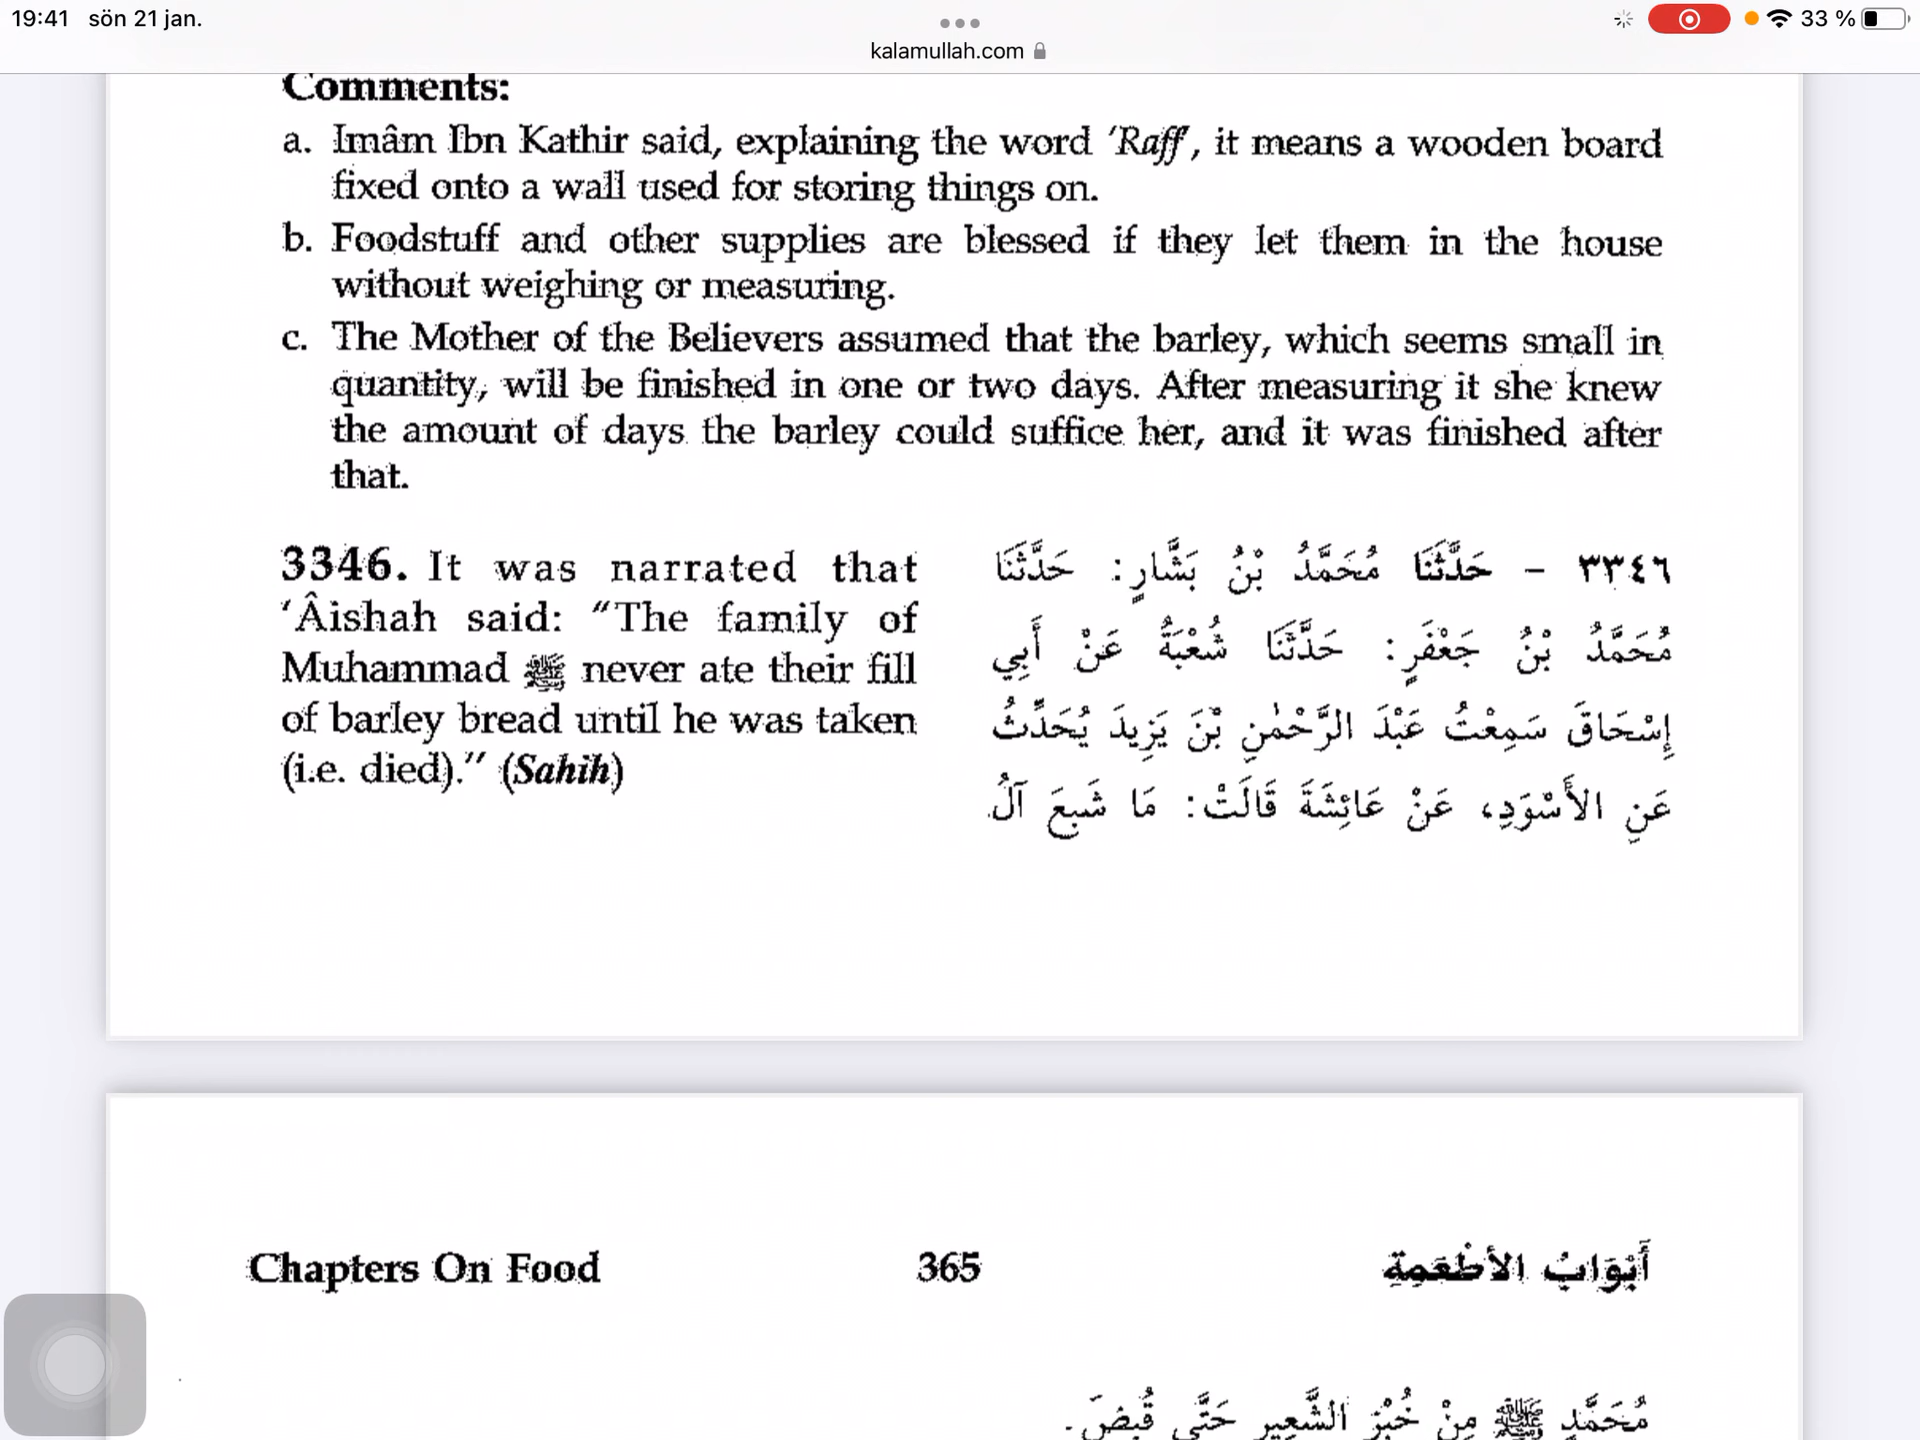 19:41 sön 21 jan.
33 %
kalamullah.com
Comments:
a. Imâm Ibn Kathir said, explaining the word ‘Raff’, it means a wooden board
fixed onto a wall used for storing things on.
b. Foodstuff and other supplies are blessed if they let them in the house
without weighing or measuring.
c. The Mother of the Believers assumed that the barley, which seems small in
quantity, will be finished in one or two days. After measuring it she knew
the amount of days the barley could suffice her, and it was finished after
that.
3346. It was narrated that
‘Âishah said: “The family of
Muhammad ﷺ never ate their fill
of barley bread until he was taken
(i.e. died).” (Sahih)
٣٣٤٦ – حَدَّثَنَا مُحَمَّدُ بْنُ بَشَّارٍ: حَدَّثَنَا
مُحَمَّدُ بْنُ جَعْفَرٍ: حَدَّثَنَا شُعْبَةُ عَنْ أَبِي
إِسْحَاقَ سَمِعْتُ عَبْدَ الرَّحْمٰنِ بْنَ يَزِيدَ يُحَدِّثُ
عَنِ الأَسْوَدِ، عَنْ عَائِشَةَ قَالَتْ: مَا شَبِعَ آلُ
Chapters On Food 365 أَبْوَابُ الأَطْعَمِةِ
مُحَمَّدٍ ﷺ مِنْ خُبْزِ الشَّعِيرِ حَتَّى قُبِضَ.